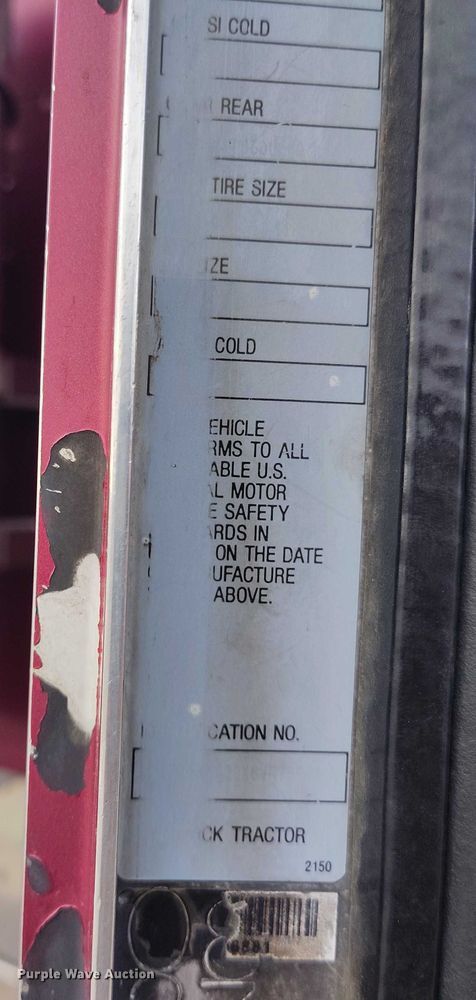 SI COLD
REAR
TIRE SIZE
IZE
COLD
EHICLE
RMS TO ALL
ABLE U.S.
AL MOTOR
E SAFETY
ARDS IN
ON THE DATE
UFACTURE
ABOVE.
CATION NO.
CK TRACTOR
2150
Purple Wave Auction